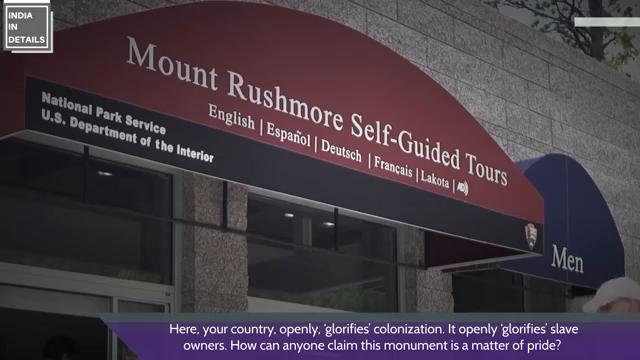 INDIA
IN
DETAILS
Mount Rushmore Self-Guided Tours
English | Español | Deutsch | Français | Lakota |
National Park Service
U.S. Department of the Interior
Men
Here, your country, openly, 'glorifies' colonization. It openly 'glorifies' slave
owners. How can anyone claim this monument is a matter of pride?